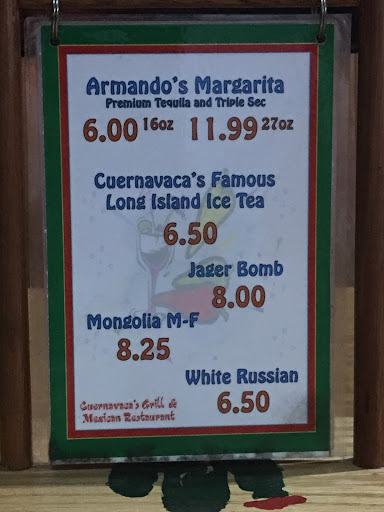 Armando's Margarita
Premium Tequila and Triple Sec
6.00 16oz 11.99 27oz
Cuernavaca's Famous
Long Island Ice Tea
6.50
Jager Bomb
8.00
Mongolia M-F
8.25
White Russian
6.50
Cuernavaca's Grill &
Mexican Restaurant